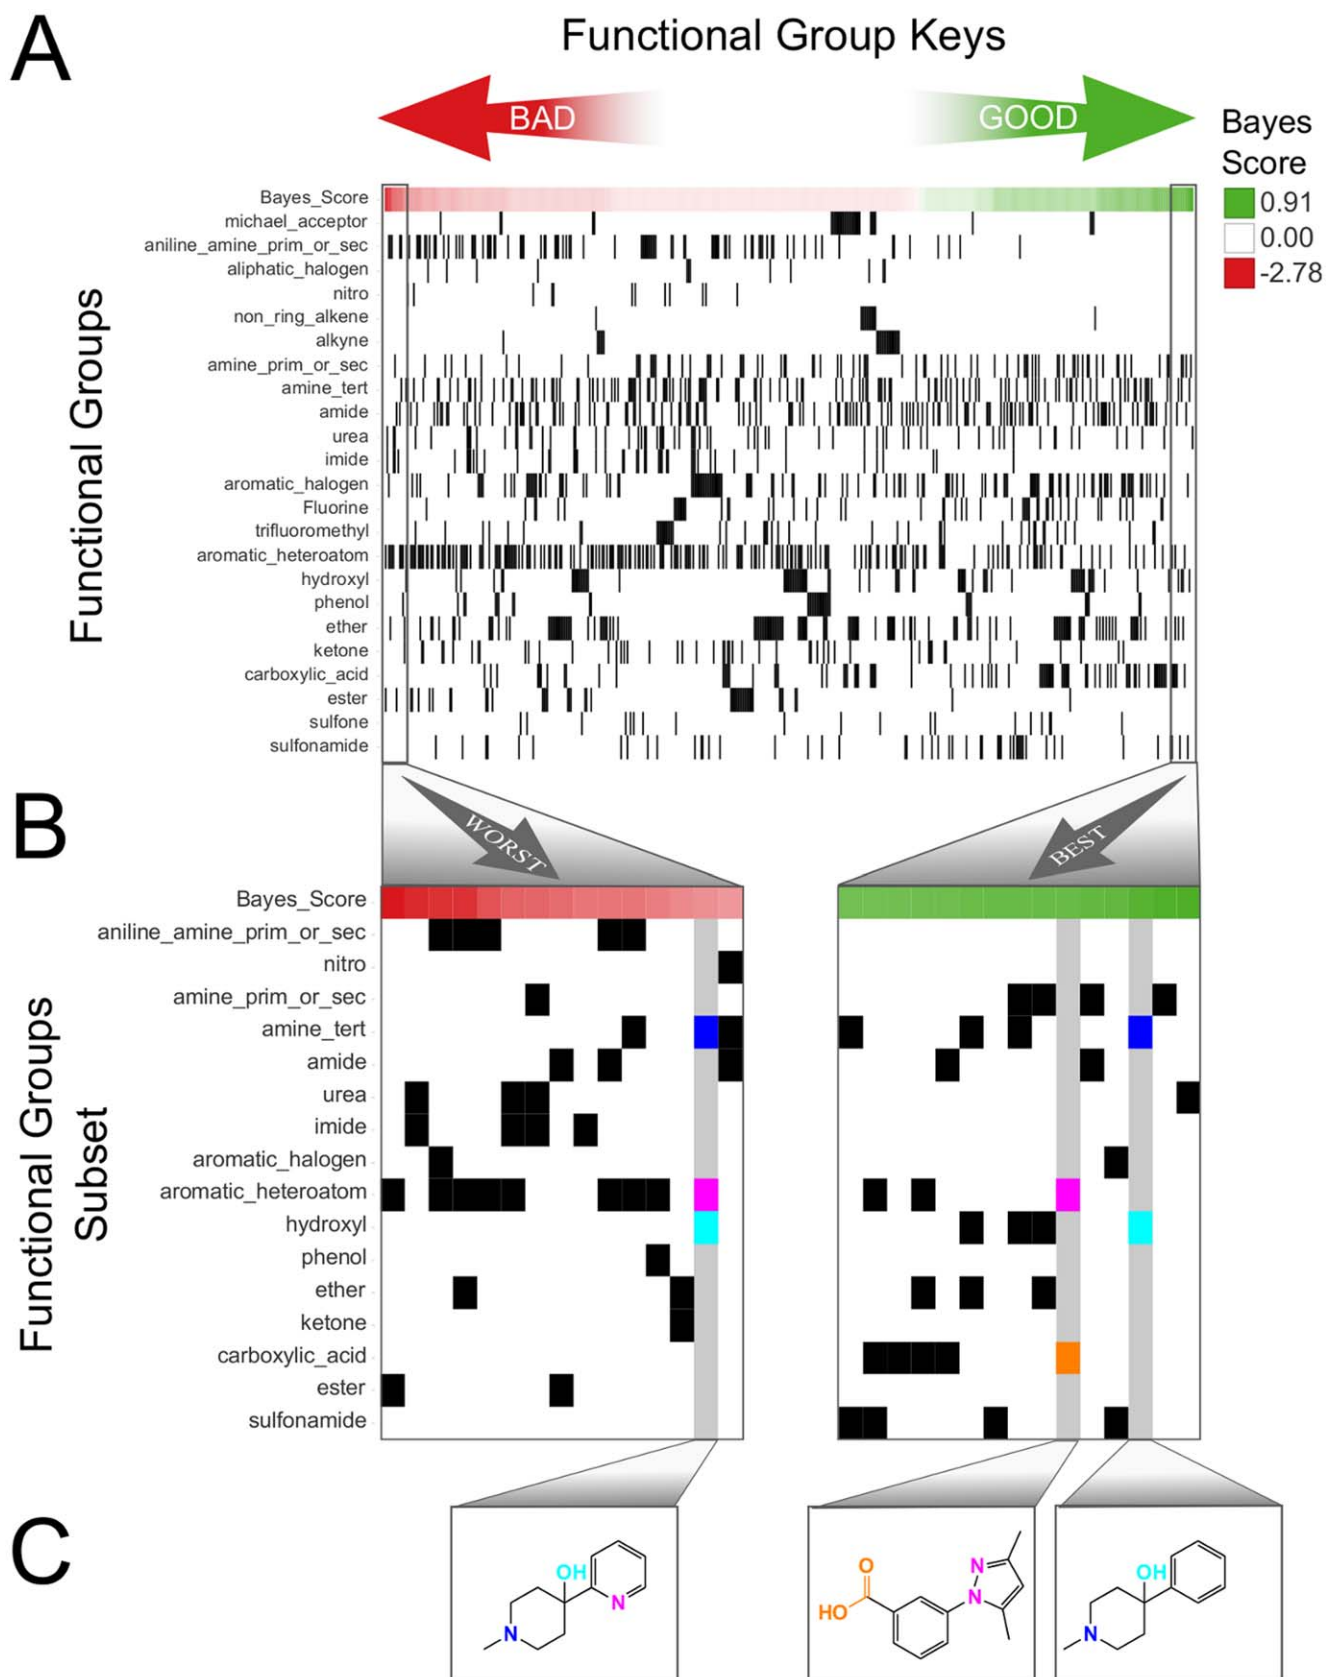 A
Functional Group Keys
BAD
GOOD
Bayes
Score
0.91
0.00
-2.78
Functional Groups
Bayes_Score
michael_acceptor
aniline_amine_prim_or_sec
aliphatic_halogen
nitro
non_ring_alkene
alkyne
amine_prim_or_sec
amine_tert
amide
urea
imide
aromatic_halogen
Fluorine
trifluoromethyl
aromatic_heteroatom
hydroxyl
phenol
ether
ketone
carboxylic_acid
ester
sulfone
sulfonamide
B
WORST
BEST
Functional Groups
Subset
Bayes_Score
aniline_amine_prim_or_sec
nitro
amine_prim_or_sec
amine_tert
amide
urea
imide
aromatic_halogen
aromatic_heteroatom
hydroxyl
phenol
ether
ketone
carboxylic_acid
ester
sulfonamide
C
OH
N
N
O
HO
N
N
OH
N